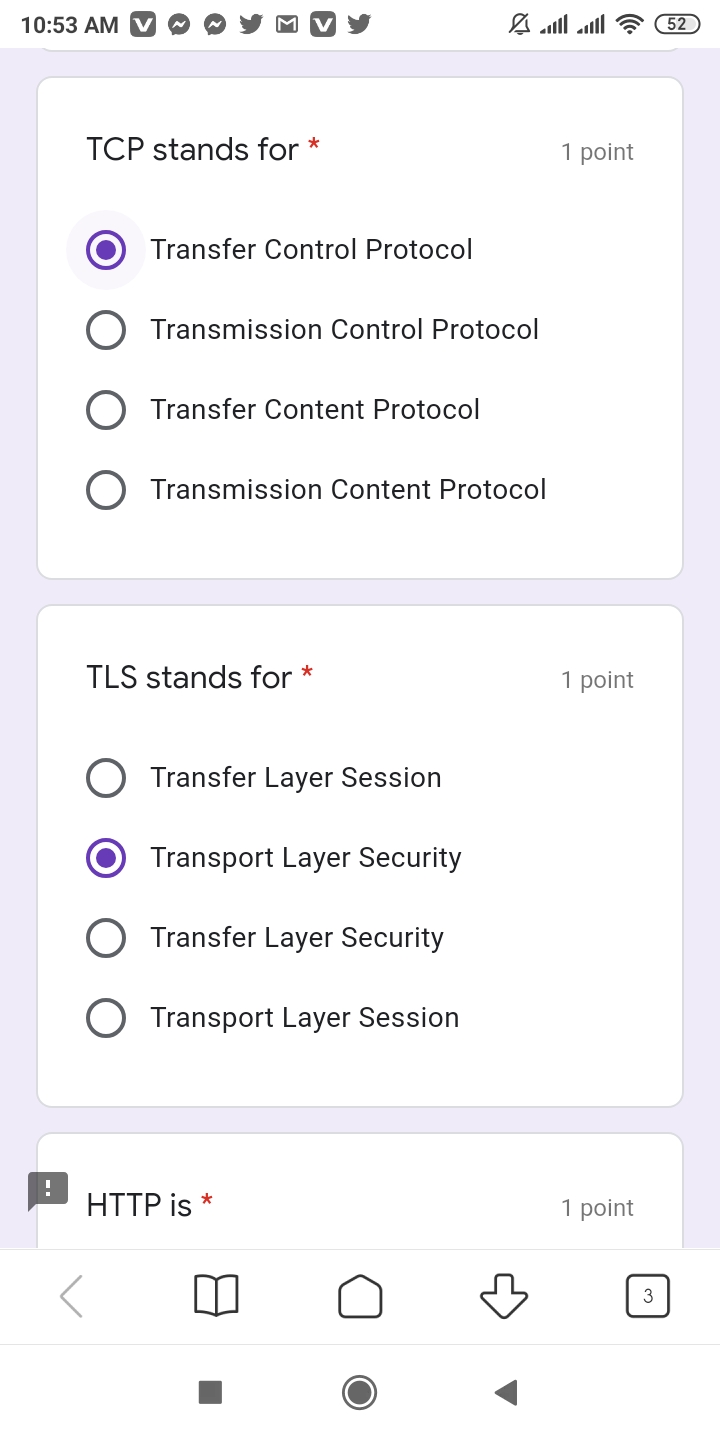 10:53 AM
52
TCP stands for *
1 point
Transfer Control Protocol
Transmission Control Protocol
Transfer Content Protocol
Transmission Content Protocol
TLS stands for *
1 point
Transfer Layer Session
Transport Layer Security
Transfer Layer Security
Transport Layer Session
HTTP is *
1 point
3